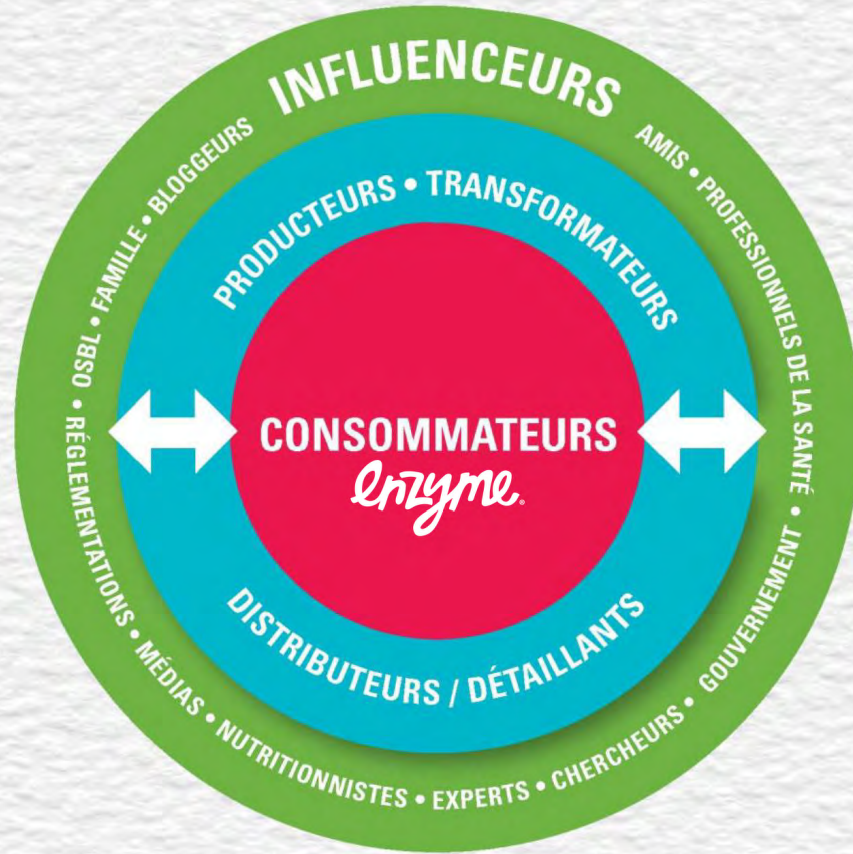 INFLUENCEURS
AMIS • PROFESSIONNELS DE LA SANTÉ •
GOUVERNEMENT •
RÉGLEMENTATIONS • MÉDIAS • NUTRITIONNISTES • EXPERTS • CHERCHEURS •
OSBL • FAMILLE • BLOGGEURS
PRODUCTEURS • TRANSFORMATEURS
CONSOMMATEURS
enzyme®
DISTRIBUTEURS / DÉTAILLANTS